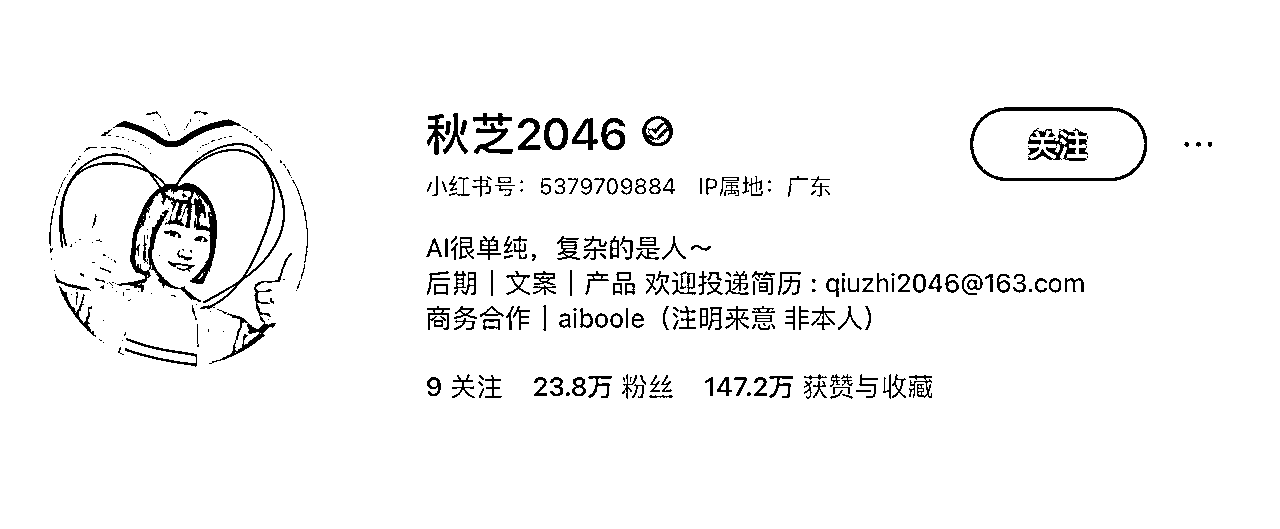 秋芝2046
关注
···
小红书号：5379709884 IP属地：广东
AI很单纯，复杂的是人～
后期｜文案｜产品 欢迎投递简历 : qiuzhi2046@163.com
商务合作｜aiboole（注明来意 非本人）
9 关注 23.8万 粉丝 147.2万 获赞与收藏